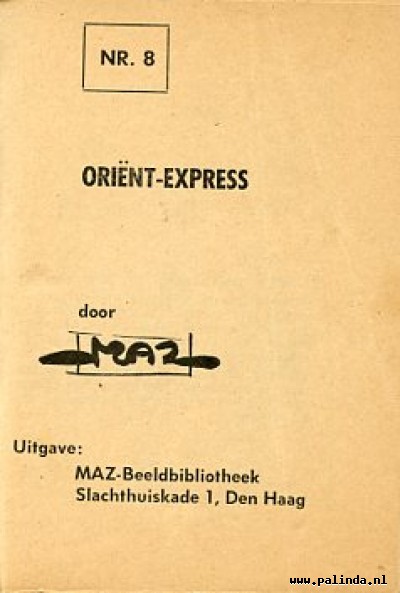 NR. 8
ORIËNT-EXPRESS
door
MAZ
Uitgave:
MAZ-Beeldbibliotheek
Slachthuiskade 1, Den Haag
www.palinda.nl